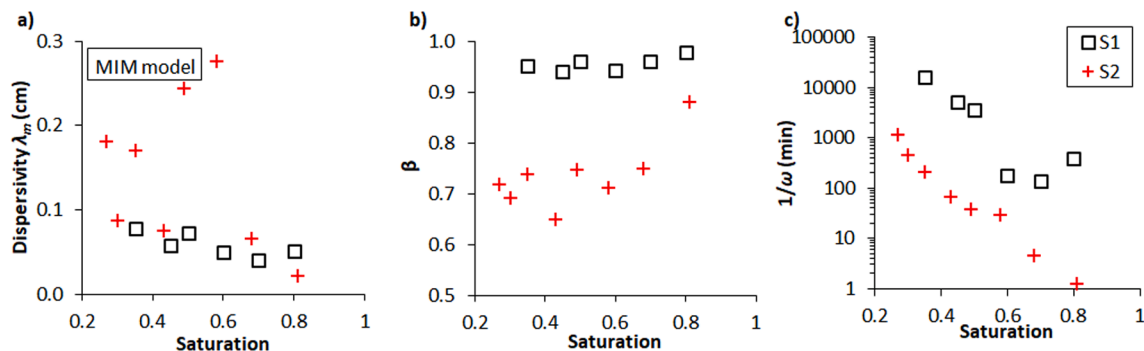 a)
0.3
0.2
0.1
0.0
Dispersivity λm (cm)
MIM model
0.2 0.4 0.6 0.8 1
Saturation
b)
1.0
0.9
0.8
0.7
0.6
0.5
β
0.2 0.4 0.6 0.8 1
Saturation
c)
100000
10000
1000
100
10
1
1/ω (min)
S1
S2
0.2 0.4 0.6 0.8 1
Saturation